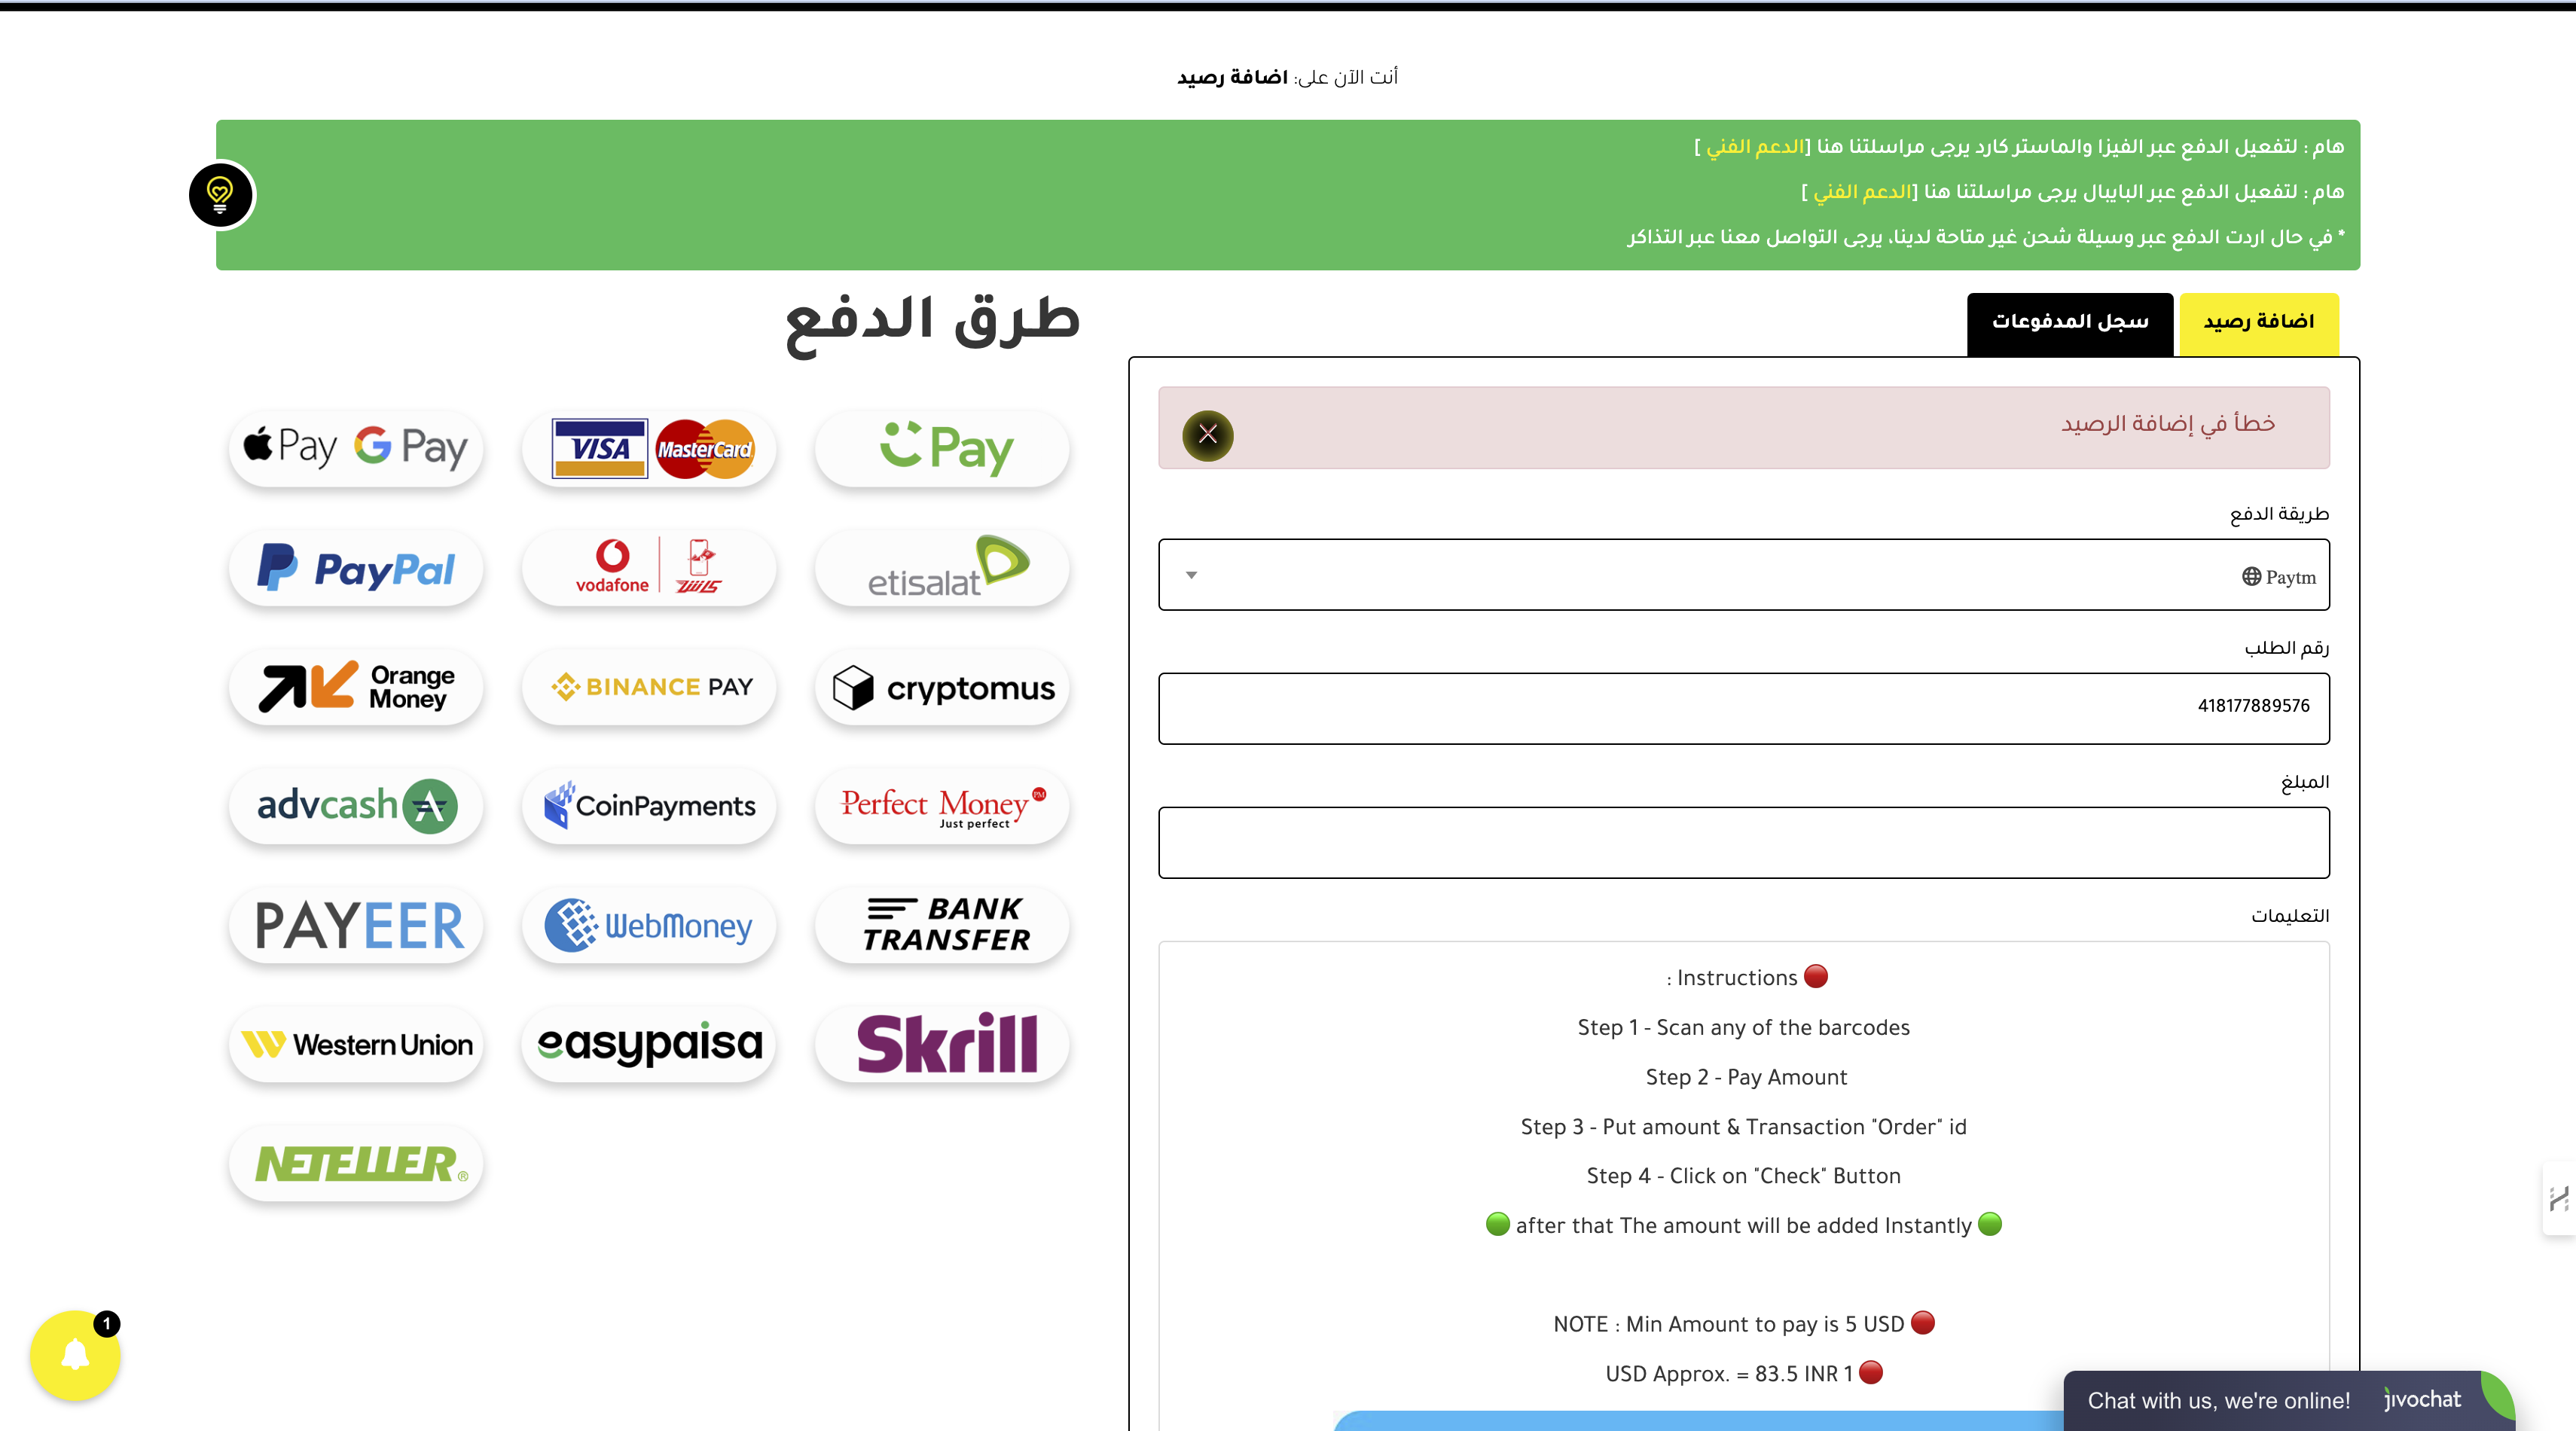 أنت الآن على: اضافة رصيد
هام : لتفعيل الدفع عبر الفيزا والماستر كارد يرجى مراسلتنا هنا [الدعم الفني ]
هام : لتفعيل الدفع عبر البايبال يرجى مراسلتنا هنا [الدعم الفني ]
* في حال اردت الدفع عبر وسيلة شحن غير متاحة لدينا، يرجى التواصل معنا عبر التذاكر
اضافة رصيد
سجل المدفوعات
خطأ في إضافة الرصيد
طريقة الدفع
Paytm
رقم الطلب
418177889576
المبلغ
التعليمات
: Instructions
Step 1 - Scan any of the barcodes
Step 2 - Pay Amount
Step 3 - Put amount & Transaction "Order" id
Step 4 - Click on "Check" Button
after that The amount will be added Instantly
NOTE : Min Amount to pay is 5 USD
USD Approx. = 83.5 INR 1
طرق الدفع
Pay
VISA MasterCard
Pay G Pay
etisalat
vodafone كاش
PayPal
cryptomus
BINANCE PAY
Orange Money
Perfect Money PM
Just perfect
CoinPayments
advcash
BANK TRANSFER
WebMoney
PAYEER
Skrill
easypaisa
Western Union
NETELLER®
1
Chat with us, we're online! jivochat